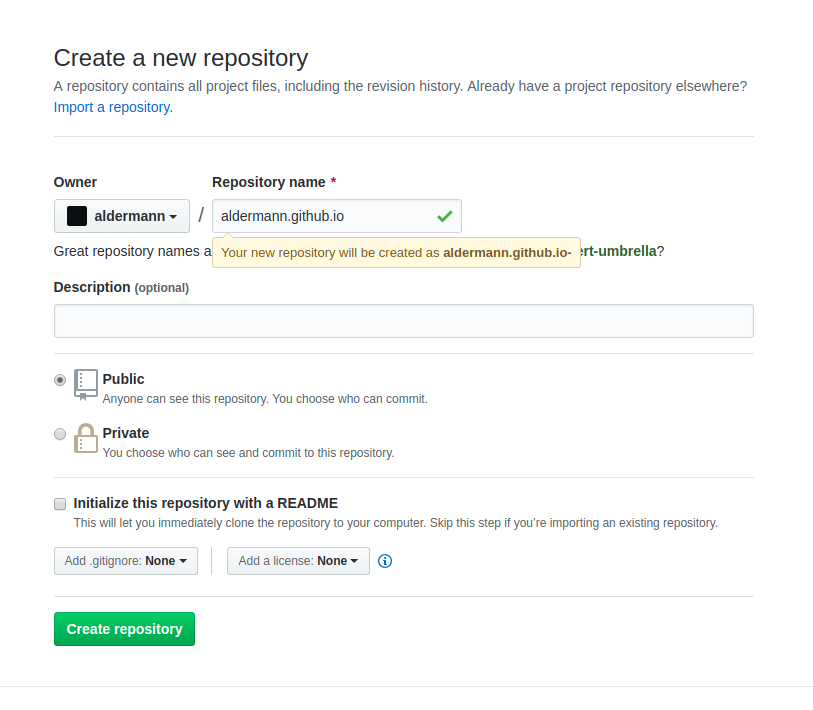 Create a new repository
A repository contains all project files, including the revision history. Already have a project repository elsewhere?
Import a repository.
Owner
Repository name *
aldermann
/
aldermann.github.io
Great repository names a
Your new repository will be created as aldermann.github.io-
ert-umbrella?
Description (optional)
Public
Anyone can see this repository. You choose who can commit.
Private
You choose who can see and commit to this repository.
Initialize this repository with a README
This will let you immediately clone the repository to your computer. Skip this step if you’re importing an existing repository.
Add .gitignore: None
Add a license: None
Create repository